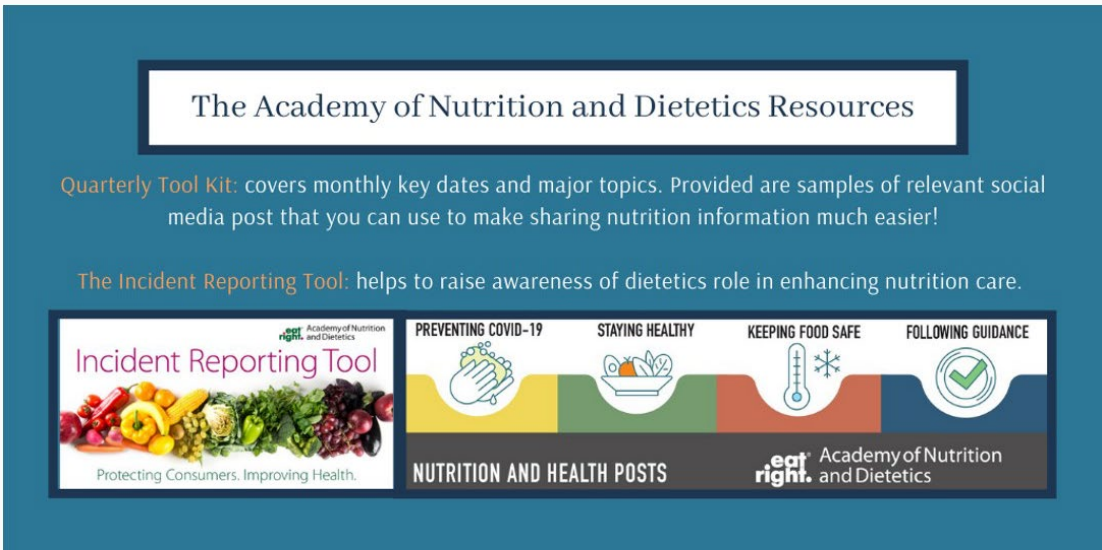 The Academy of Nutrition and Dietetics Resources
Quarterly Tool Kit: covers monthly key dates and major topics. Provided are samples of relevant social
media post that you can use to make sharing nutrition information much easier!
The Incident Reporting Tool: helps to raise awareness of dietetics role in enhancing nutrition care.
eat right. Academy of Nutrition
and Dietetics
Incident Reporting Tool
Protecting Consumers. Improving Health.
PREVENTING COVID-19
STAYING HEALTHY
KEEPING FOOD SAFE
FOLLOWING GUIDANCE
NUTRITION AND HEALTH POSTS
eat right. Academy of Nutrition
and Dietetics